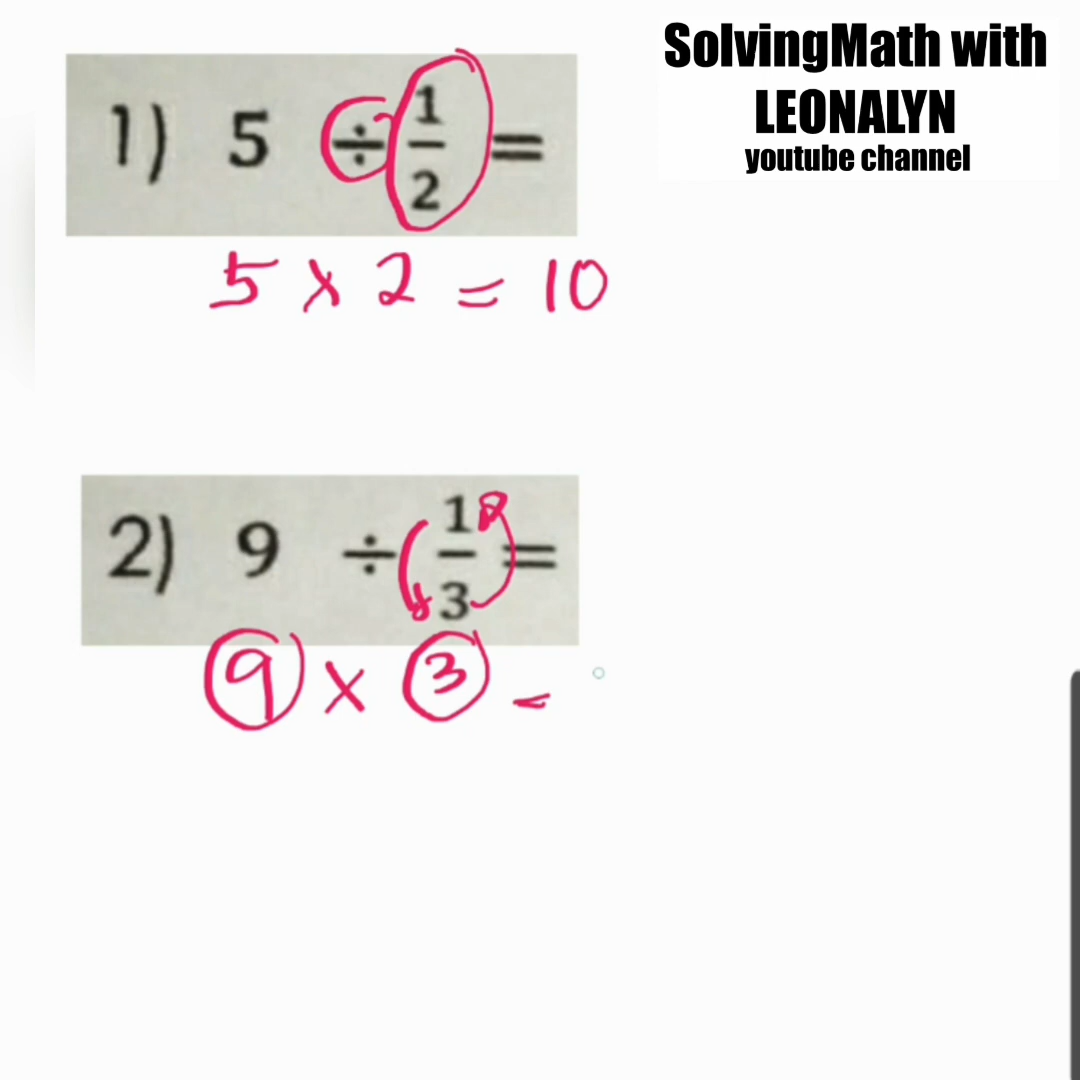 SolvingMath with
LEONALYN
youtube channel
1) 5 ÷ 1/2 =
5 x 2 = 10
2) 9 ÷ 1/3 =
9 x 3 =